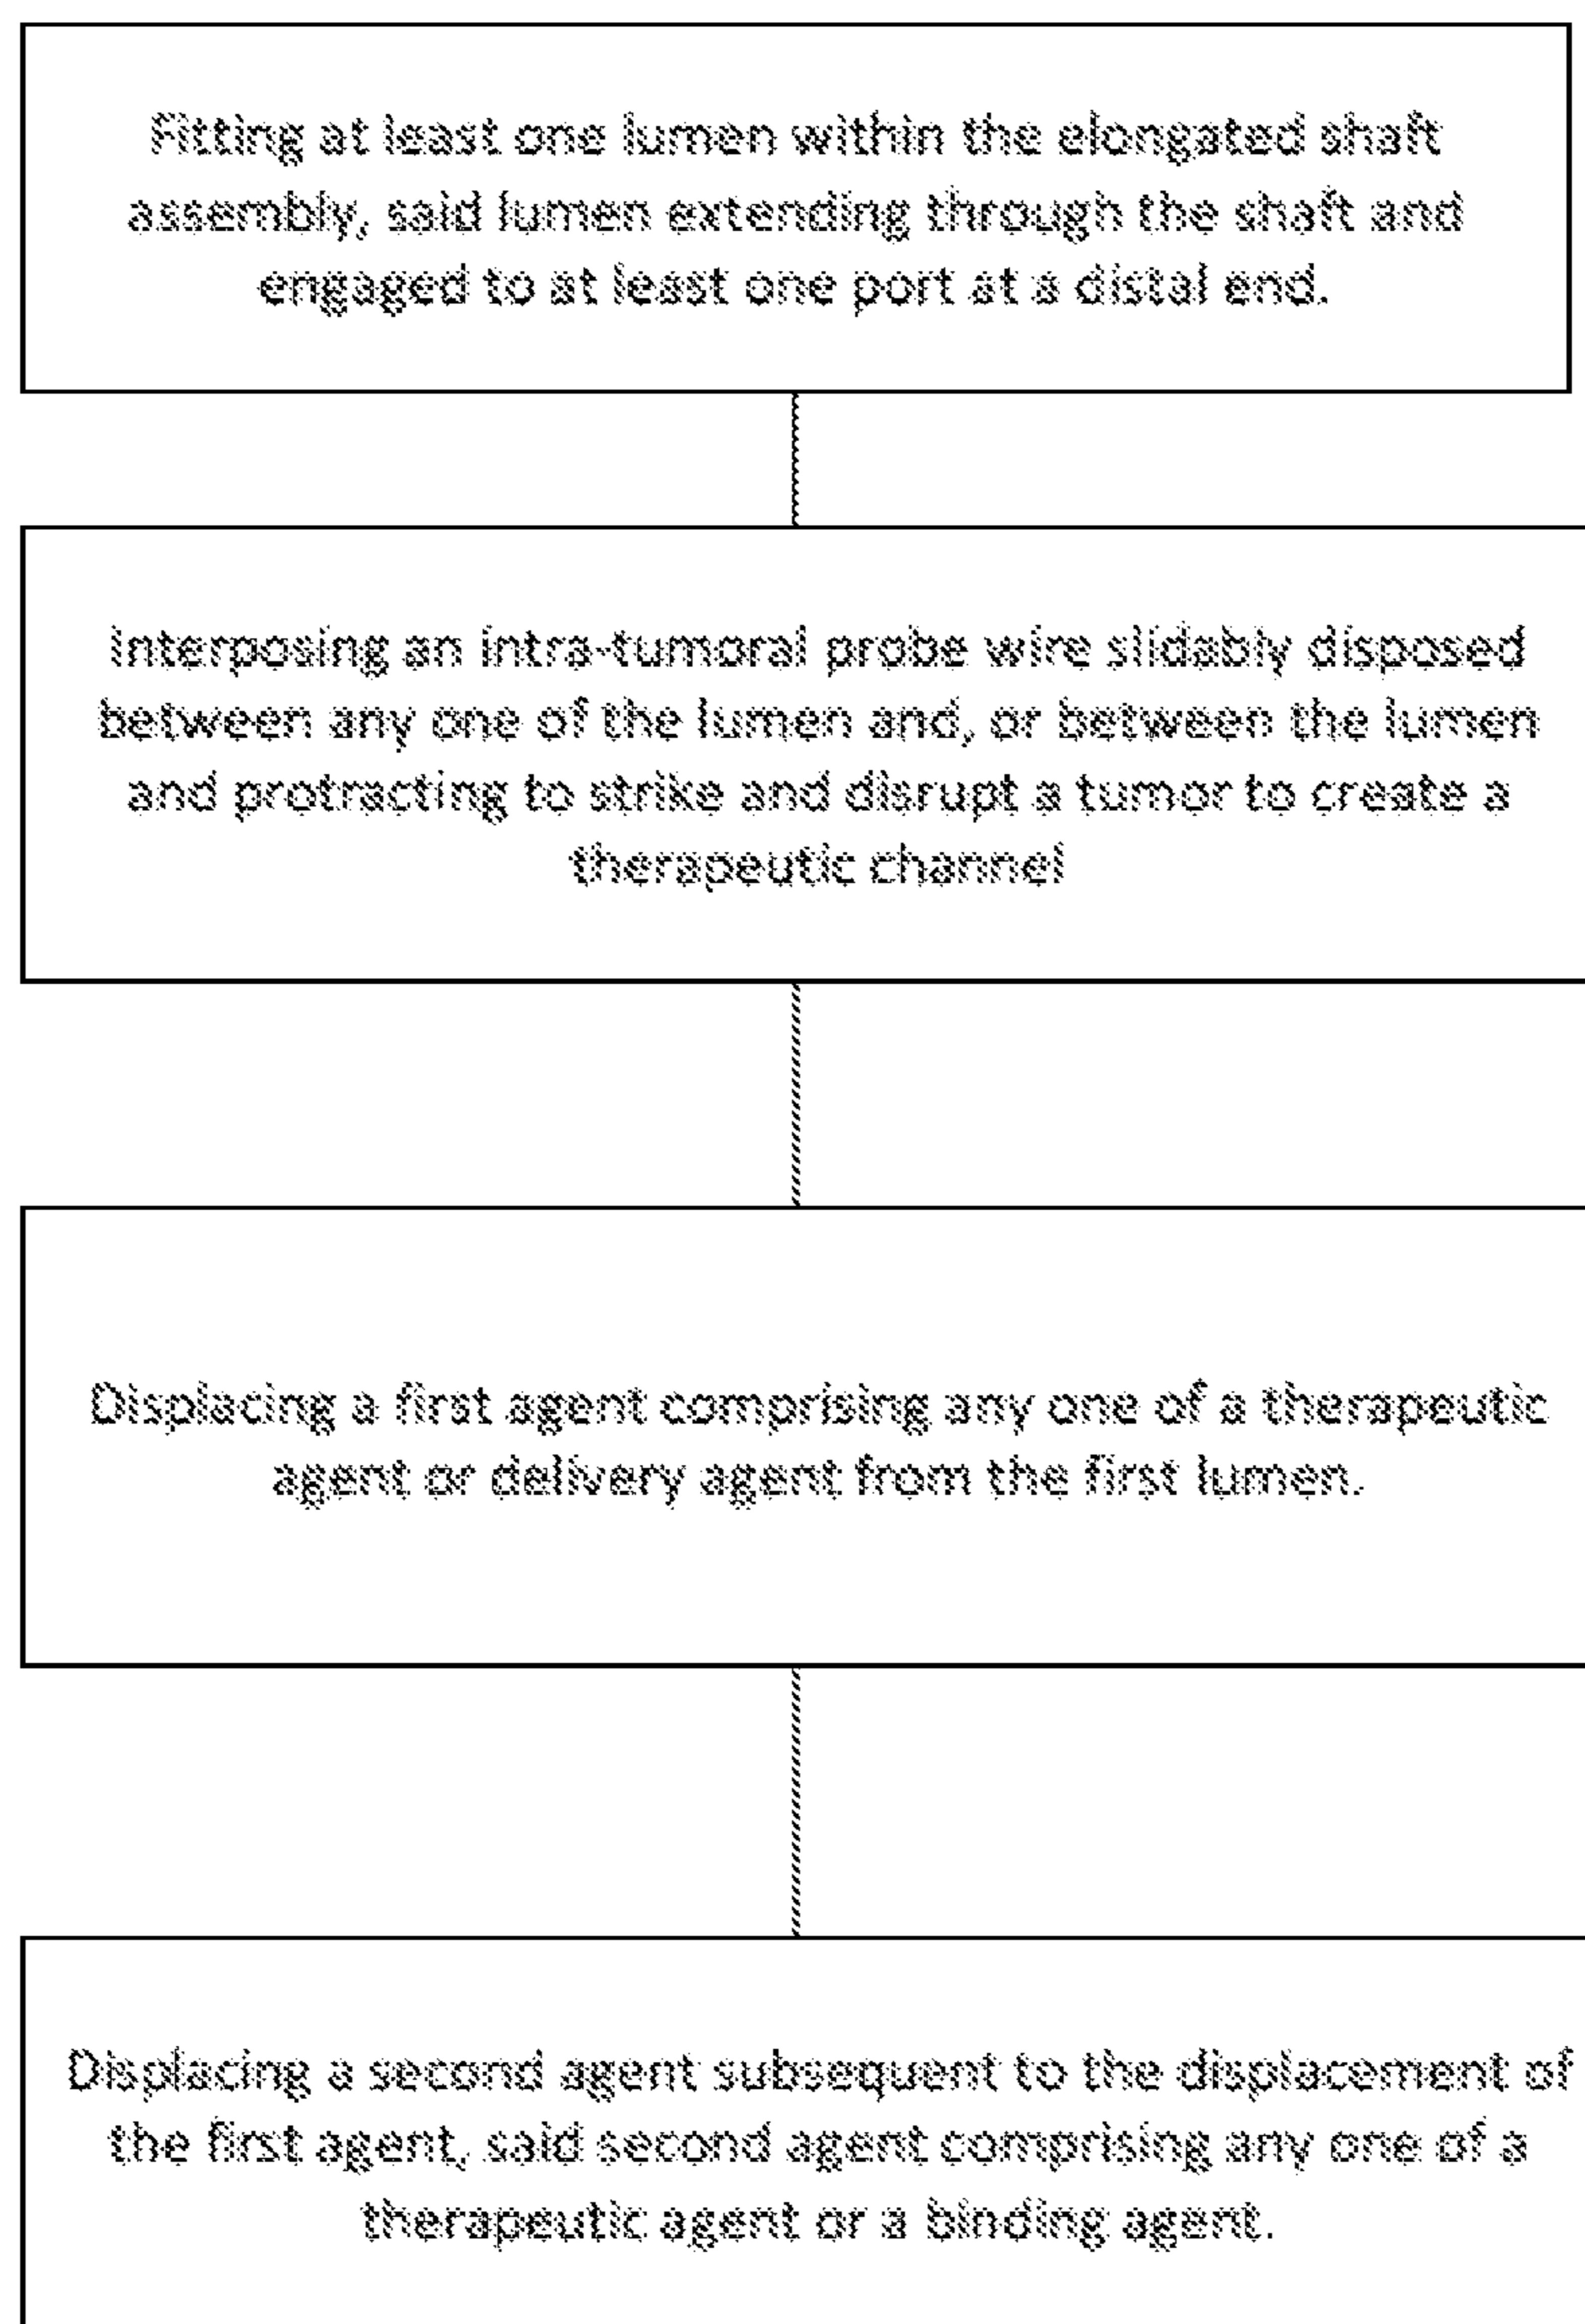 Fitting at least one lumen within the elongated shaft
assembly, said lumen extending through the shaft and
engaged to at least one port at a distal end.
Interposing an intra-tumoral probe wire slidably disposed
between any one of the lumen and, or between the lumen
and protracting to strike and disrupt a tumor to create a
therapeutic channel
Displacing a first agent comprising any one of a therapeutic
agent or delivery agent from the first lumen.
Displacing a second agent subsequent to the displacement of
the first agent, said second agent comprising any one of a
therapeutic agent or a binding agent.